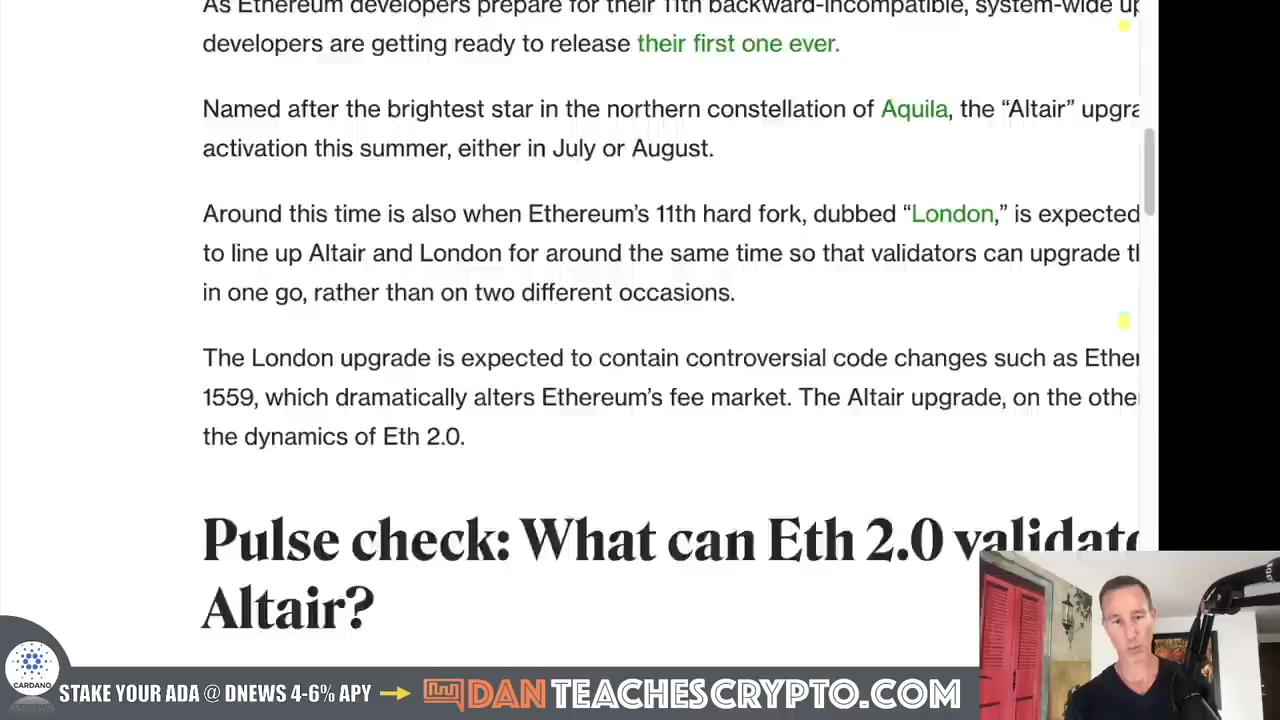 As Ethereum developers prepare for their 11th backward-incompatible, system-wide up
developers are getting ready to release their first one ever.
Named after the brightest star in the northern constellation of Aquila, the “Altair” upgra
activation this summer, either in July or August.
Around this time is also when Ethereum’s 11th hard fork, dubbed “London,” is expected
to line up Altair and London for around the same time so that validators can upgrade th
in one go, rather than on two different occasions.
The London upgrade is expected to contain controversial code changes such as Ether
1559, which dramatically alters Ethereum’s fee market. The Altair upgrade, on the other
the dynamics of Eth 2.0.
Pulse check: What can Eth 2.0 validato
Altair?
CARDANO
STAKE YOUR ADA @ DNEWS 4-6% APY
DANTEACHESCRYPTO.COM